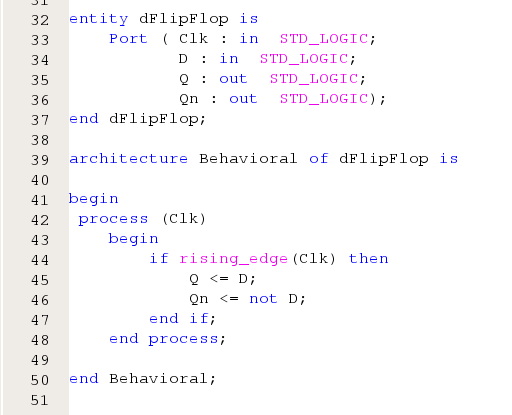 31
32 entity dFlipFlop is
33     Port ( Clk : in  STD_LOGIC;
34            D : in  STD_LOGIC;
35            Q : out  STD_LOGIC;
36            Qn : out  STD_LOGIC);
37 end dFlipFlop;
38
39 architecture Behavioral of dFlipFlop is
40
41 begin
42  process (Clk)
43     begin
44         if rising_edge(Clk) then
45             Q <= D;
46             Qn <= not D;
47         end if;
48     end process;
49
50 end Behavioral;
51